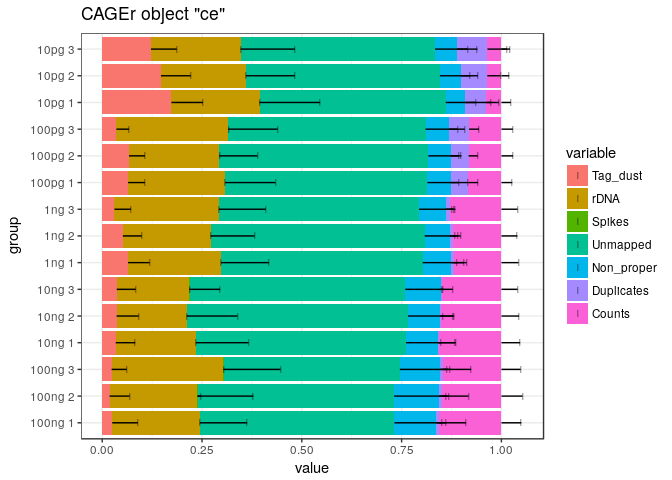 CAGEr object "ce"
group
10pg 3
10pg 2
10pg 1
100pg 3
100pg 2
100pg 1
1ng 3
1ng 2
1ng 1
10ng 3
10ng 2
10ng 1
100ng 3
100ng 2
100ng 1
0.00 0.25 0.50 0.75 1.00
value
variable
Tag_dust
rDNA
Spikes
Unmapped
Non_proper
Duplicates
Counts